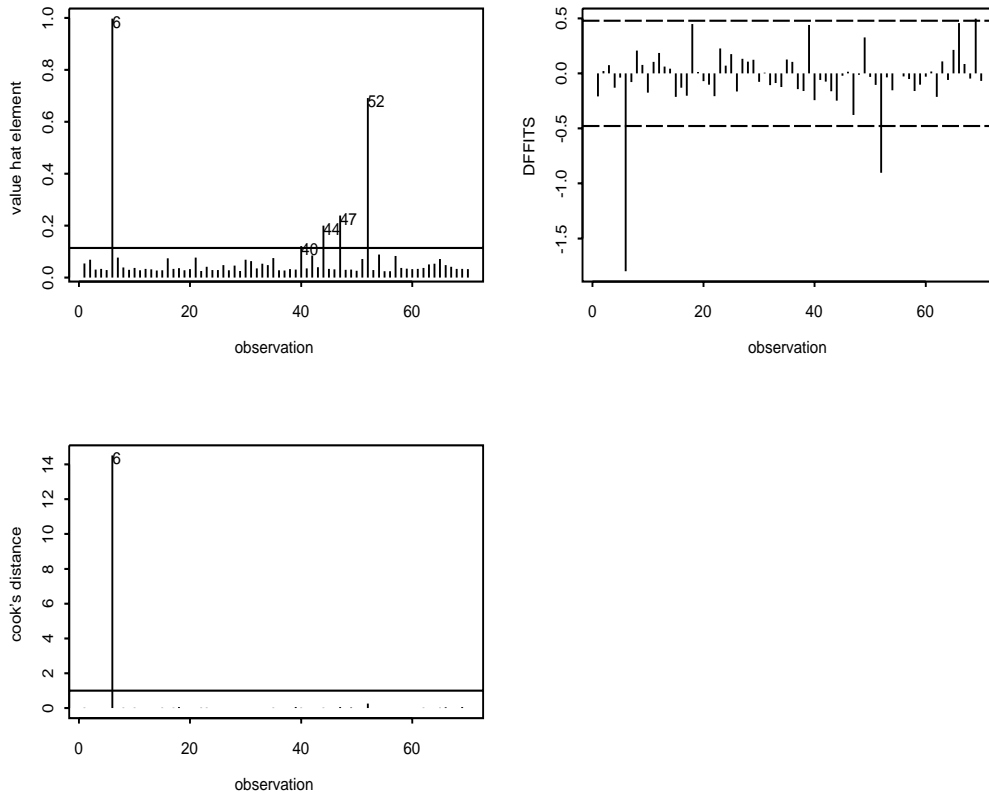 value hat element
0.0 0.2 0.4 0.6 0.8 1.0
6
40
44
47
52
0 20 40 60
observation
DFFITS
-1.5 -1.0 -0.5 0.0 0.5
0 20 40 60
observation
cook's distance
0 2 4 6 8 10 12 14
6
0 20 40 60
observation